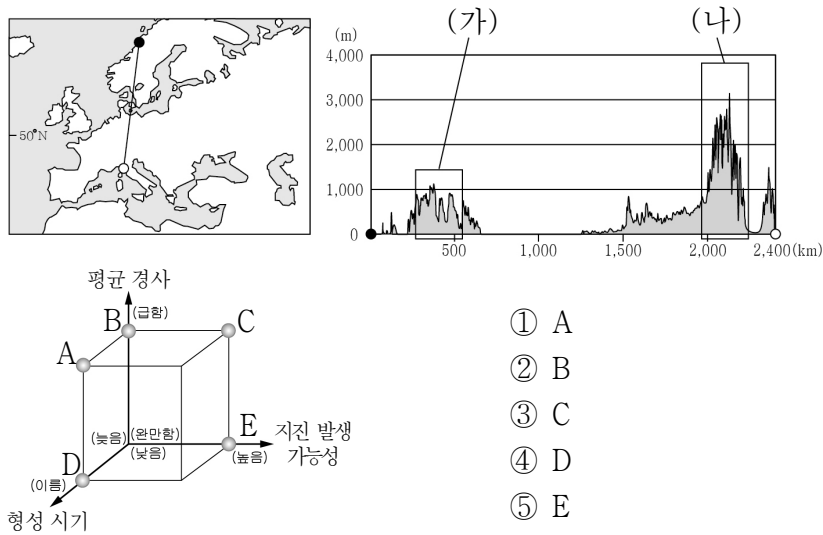 50°N
(가)
(나)
(m)
4,000
3,000
2,000
1,000
0
500
1,000
1,500
2,000
2,400(km)
평균 경사
(급함)
B
C
A
E
D
(늦음)
(완만함)
(낮음)
지진 발생
가능성
(높음)
(이름)
형성 시기
① A
② B
③ C
④ D
⑤ E